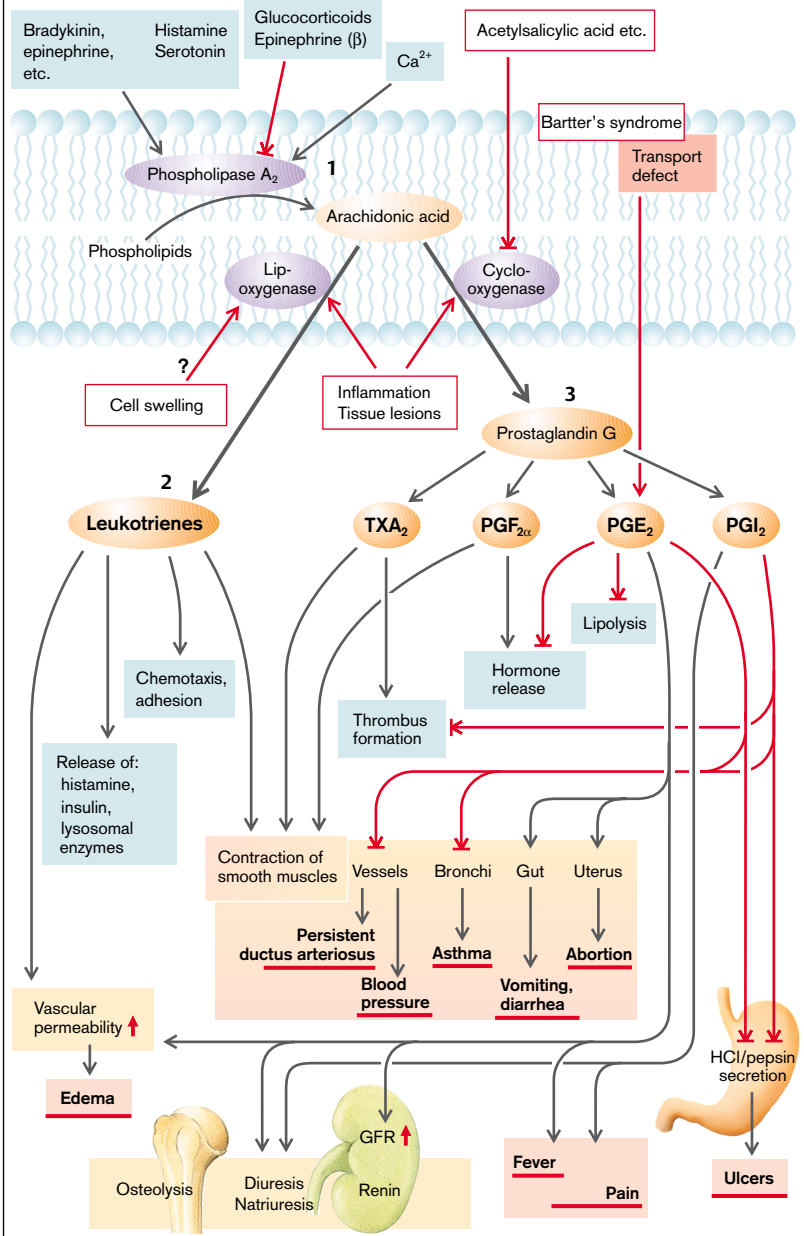 Bradykinin,
epinephrine,
etc.
Histamine
Serotonin
Glucocorticoids
Epinephrine (β)
Ca²⁺
Acetylsalicylic acid etc.
Bartter's syndrome
Transport
defect
Phospholipase A₂
1
Arachidonic acid
Phospholipids
Lip-
oxygenase
Cyclo-
oxygenase
?
Cell swelling
Inflammation
Tissue lesions
3
Prostaglandin G
2
Leukotrienes
TXA₂
PGF₂α
PGE₂
PGI₂
Lipolysis
Chemotaxis,
adhesion
Hormone
release
Thrombus
formation
Release of:
histamine,
insulin,
lysosomal
enzymes
Contraction of
smooth muscles
Vessels
Bronchi
Gut
Uterus
Persistent
ductus arteriosus
Asthma
Abortion
Blood
pressure
Vomiting,
diarrhea
Vascular
permeability
HCl/pepsin
secretion
Edema
GFR
Osteolysis
Diuresis
Natriuresis
Renin
Fever
Pain
Ulcers